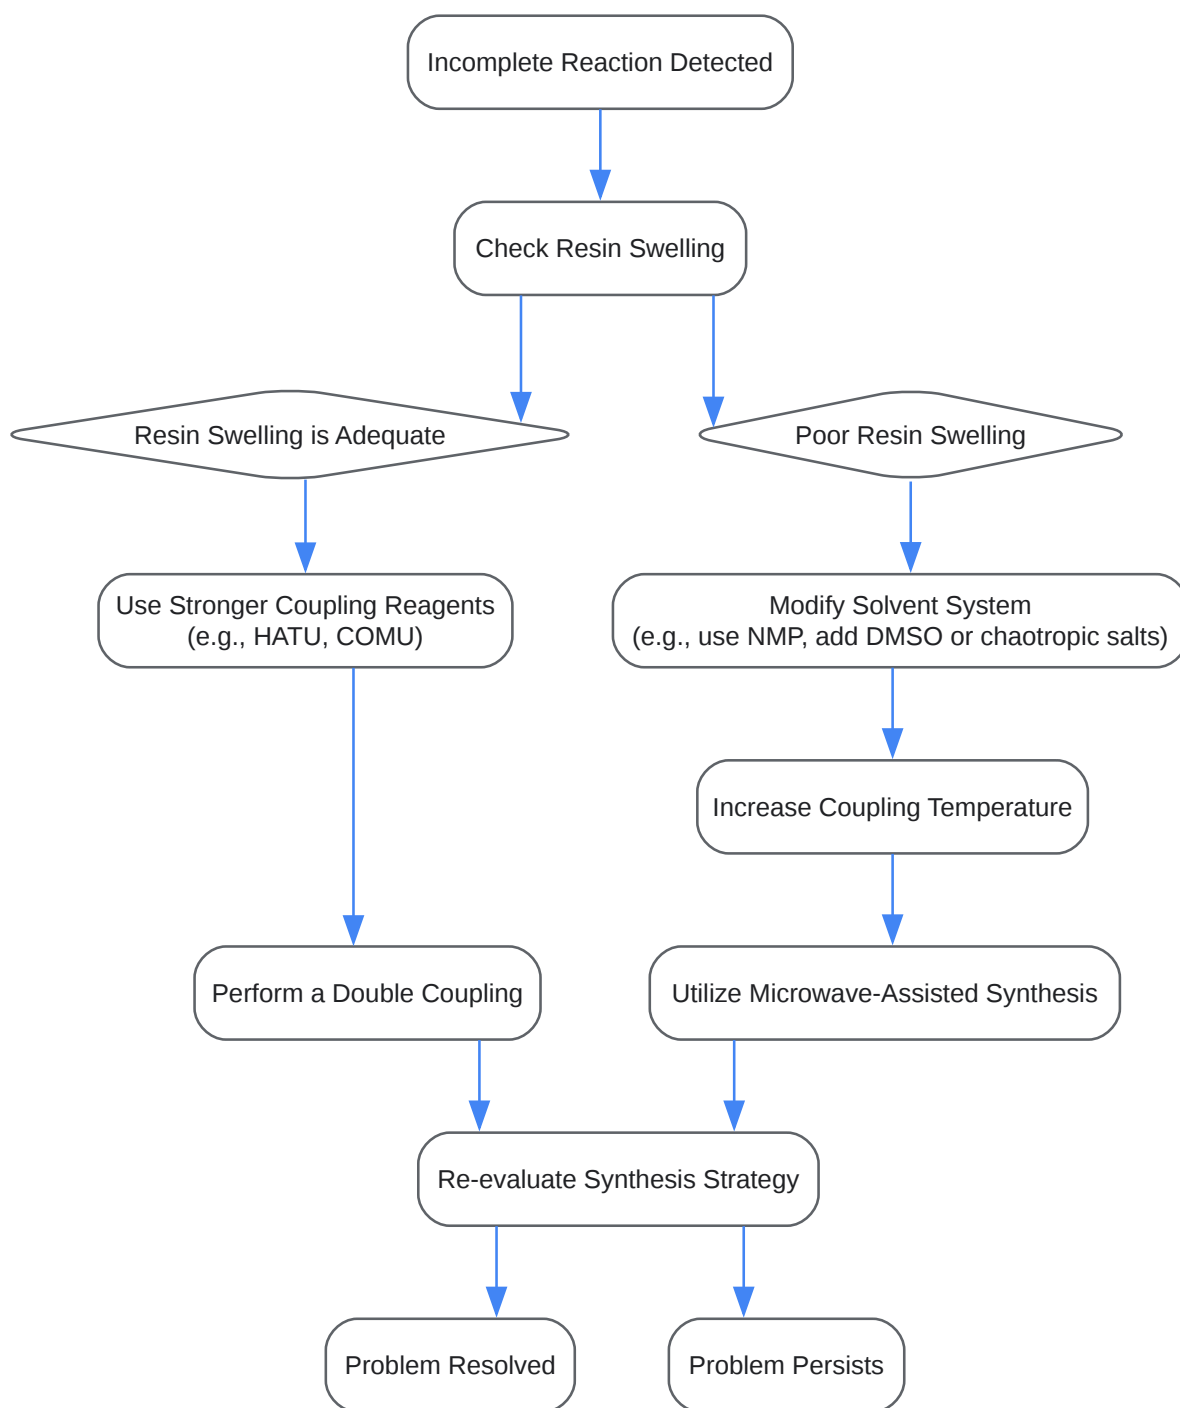 Incomplete Reaction Detected
Check Resin Swelling
Resin Swelling is Adequate
Poor Resin Swelling
Use Stronger Coupling Reagents
(e.g., HATU, COMU)
Modify Solvent System
(e.g., use NMP, add DMSO or chaotropic salts)
Increase Coupling Temperature
Perform a Double Coupling
Utilize Microwave-Assisted Synthesis
Re-evaluate Synthesis Strategy
Problem Resolved
Problem Persists